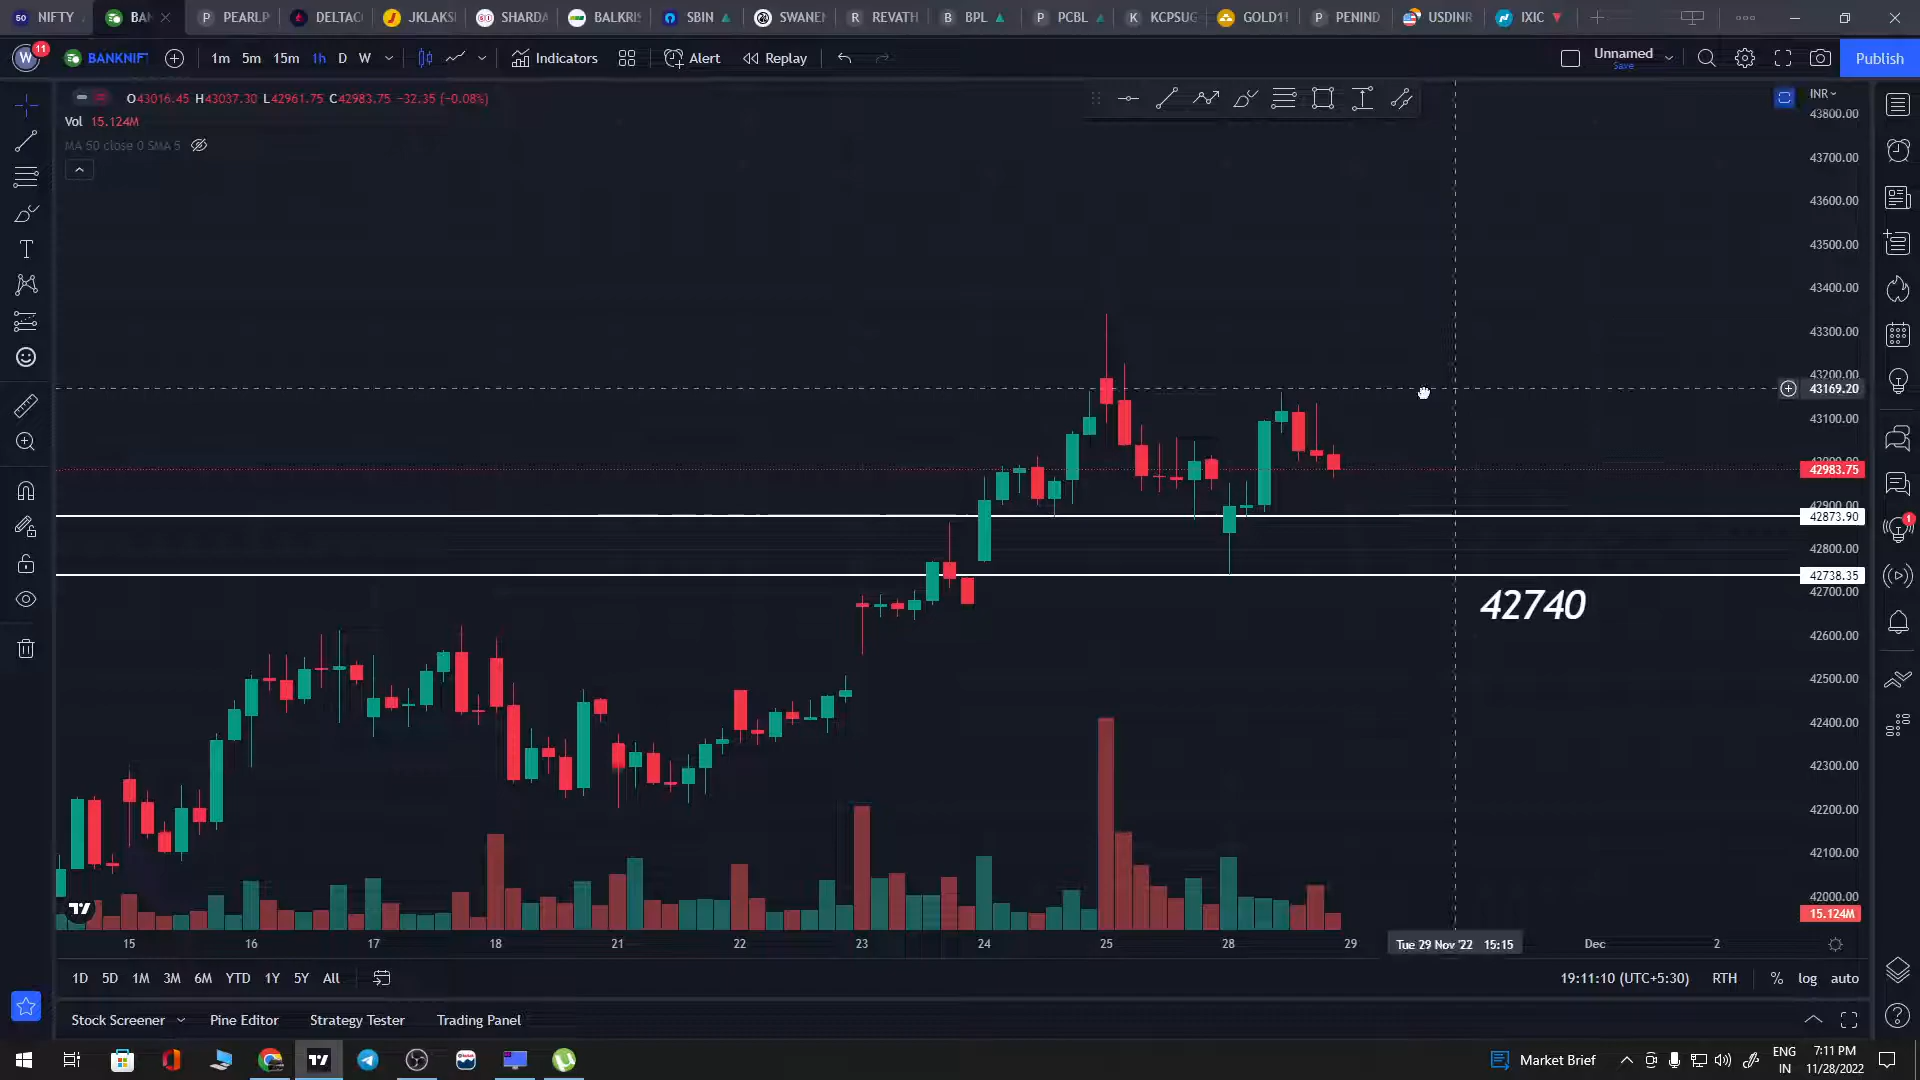 NIFTY BAN PEARLP DELTAC JKLAKS SHARDA BALKRIS SBIN SWANEN REVATH BPL PCBL KCPSUG GOLD1! PENIND USDINR IXIC
W 11 BANKNIFT 1m 5m 15m 1h D W Indicators Alert Replay Unnamed Save Publish
O43016.45 H43037.30 L42961.75 C42983.75 −32.35 (−0.08%)
Vol 15.124M
MA 50 close 0 SMA 5
INR
43800.00
43700.00
43600.00
43500.00
43400.00
43300.00
43200.00
43169.20
43100.00
42983.75
42900.00
42873.90
42800.00
42738.35
42700.00
42740
42600.00
42500.00
42400.00
42300.00
42200.00
42100.00
42000.00
15.124M
1
15 16 17 18 21 22 23 24 25 28 29 Tue 29 Nov '22 15:15 Dec 2
1D 5D 1M 3M 6M YTD 1Y 5Y All 19:11:10 (UTC+5:30) RTH % log auto
Stock Screener Pine Editor Strategy Tester Trading Panel
Market Brief ENG IN 7:11 PM 11/28/2022